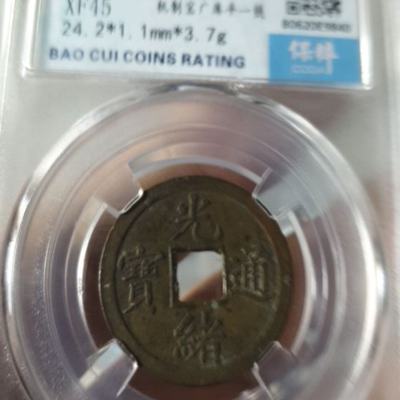 XF45 机制宝广库平一钱
24.2*1.1mm*3.7g
BAO CUI COINS RATING
保粹
光
寶 通
緒